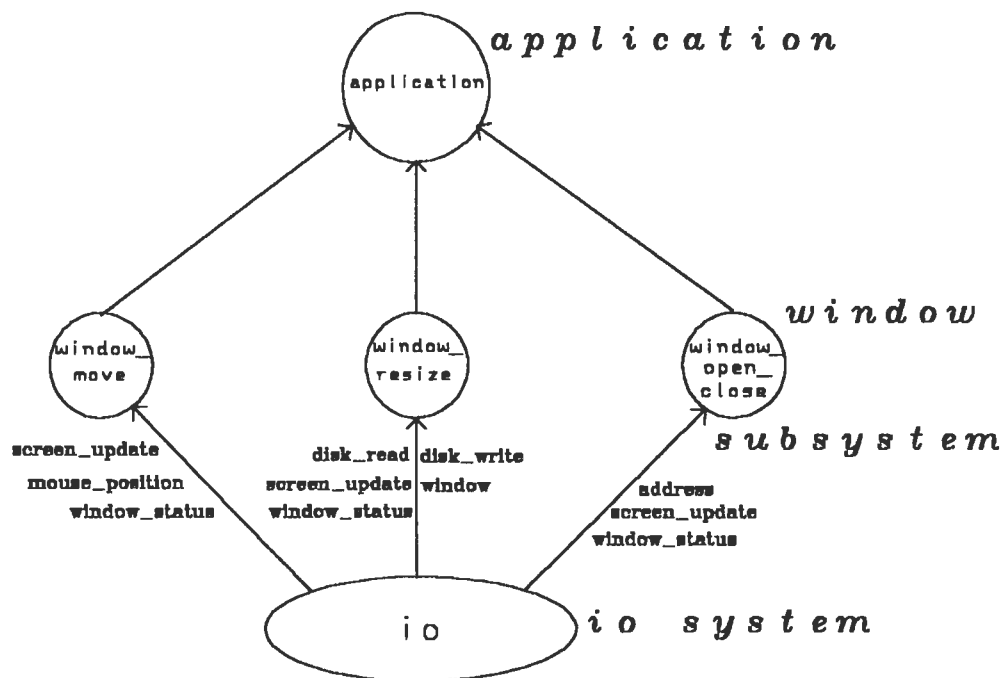 application
application
window
window_
move
window_
resize
window_
open_
close
subsystem
screen_update
mouse_position
window_status
disk_read disk_write
screen_update window
window_status
address
screen_update
window_status
io
io system